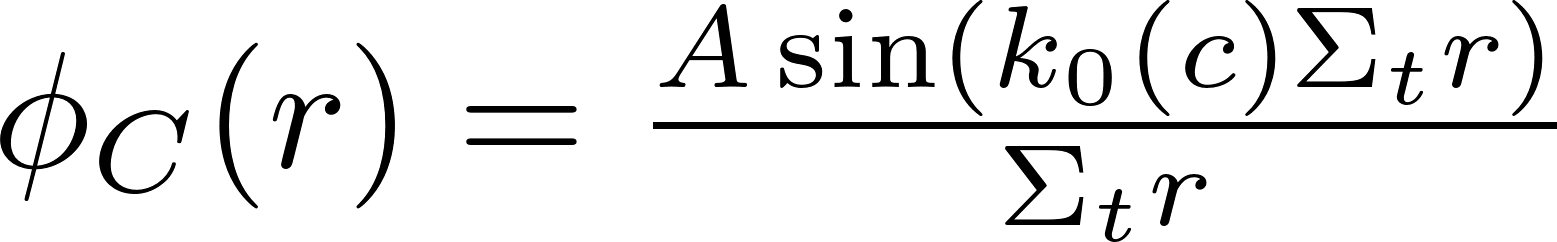 \phi_C(r) = \frac{A \sin(k_0(c)\Sigma_t r)}{\Sigma_t r}